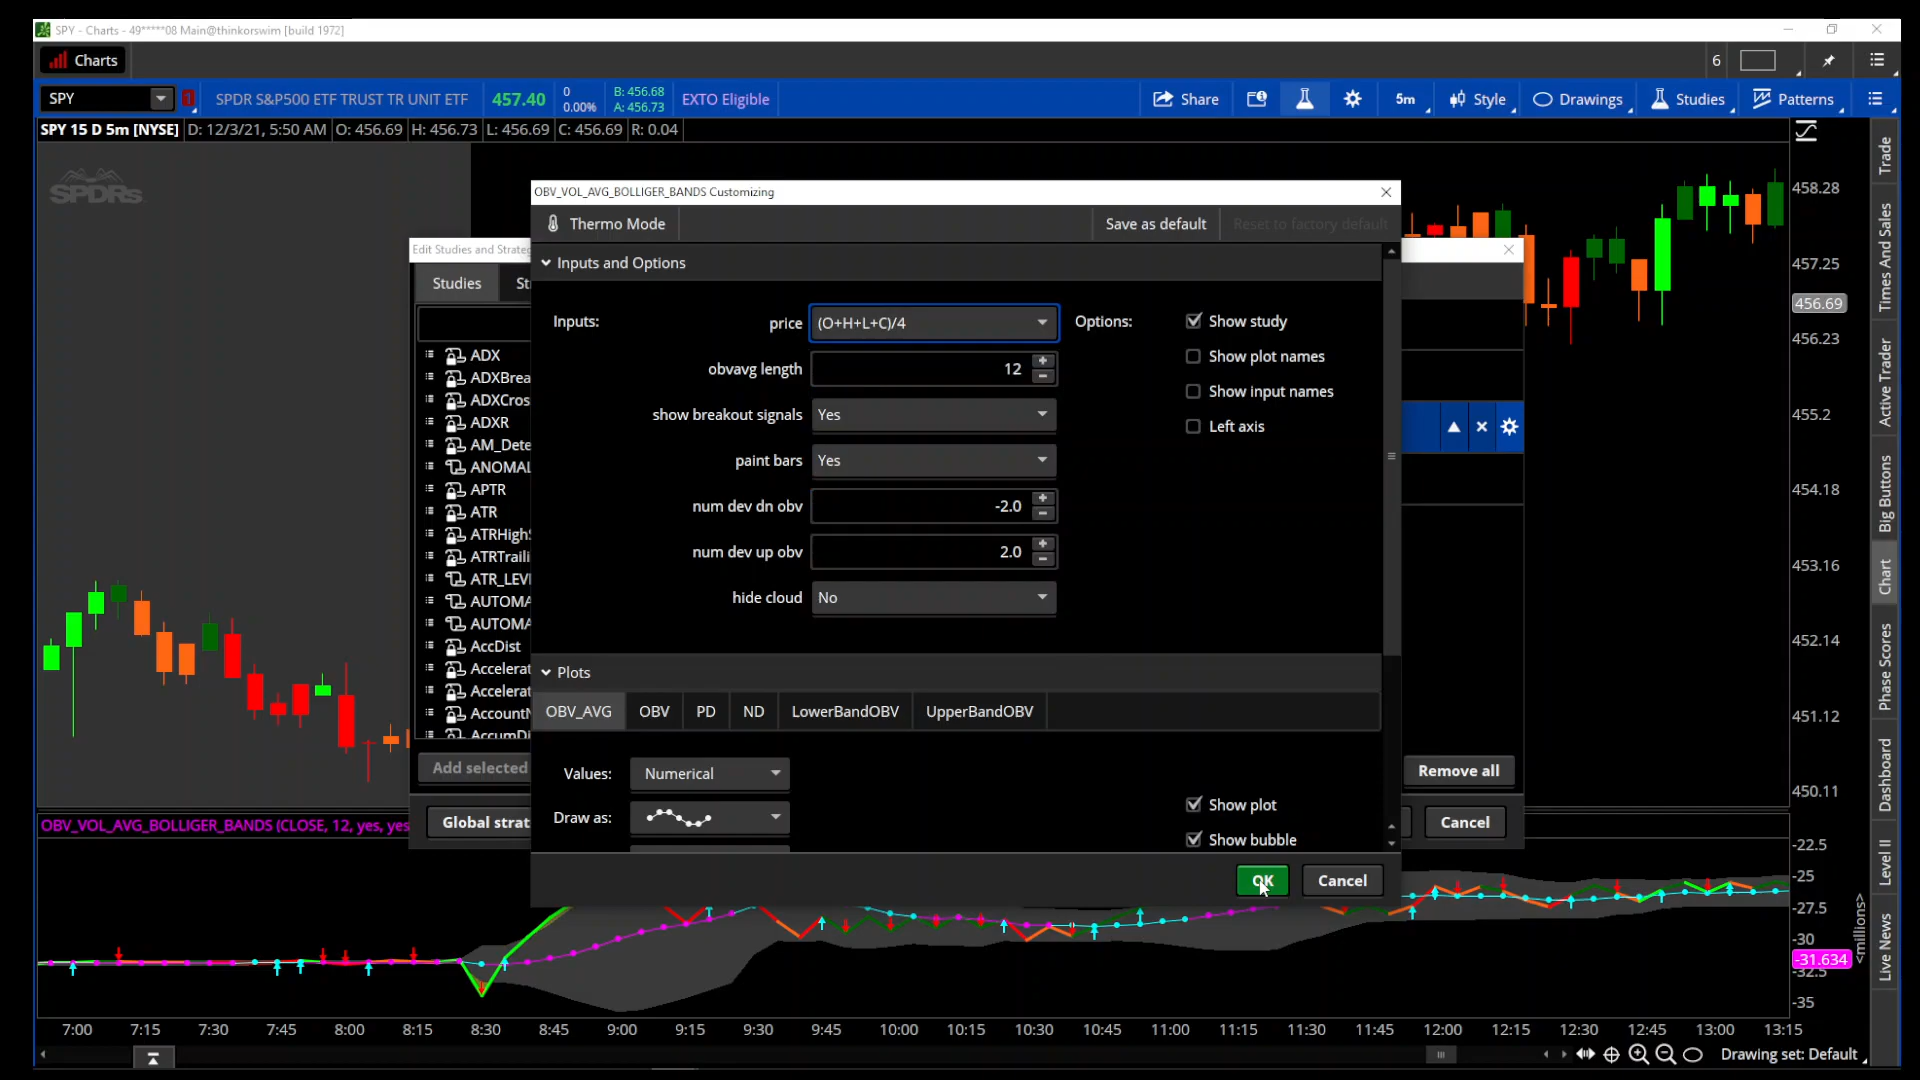 SPY - Charts - 49*****08 Main@thinkorswim [build 1972]
Charts
6
SPY
1
SPDR S&P500 ETF TRUST TR UNIT ETF
457.40
0
0.00%
B: 456.68
A: 456.73
EXTO Eligible
Share
5m
Style
Drawings
Studies
Patterns
SPY 15 D 5m [NYSE]
D: 12/3/21, 5:50 AM
O: 456.69
H: 456.73
L: 456.69
C: 456.69
R: 0.04
SPDRs
OBV_VOL_AVG_BOLLIGER_BANDS Customizing
Thermo Mode
Save as default
Reset to factory default
Edit Studies and Strateg
Studies
St
Inputs and Options
Inputs:
price
(O+H+L+C)/4
obvavg length
12
show breakout signals
Yes
paint bars
Yes
num dev dn obv
-2.0
num dev up obv
2.0
hide cloud
No
Options:
Show study
Show plot names
Show input names
Left axis
ADX
ADXBrea
ADXCros
ADXR
AM_Dete
ANOMAL
APTR
ATR
ATRHighS
ATRTraili
ATR_LEVE
AUTOMA
AUTOMA
AccDist
Accelerat
Accelerat
AccountN
AccumDi
Plots
OBV_AVG
OBV
PD
ND
LowerBandOBV
UpperBandOBV
Values:
Numerical
Draw as:
Show plot
Show bubble
Add selected
Remove all
Global strat
Cancel
OK
Cancel
458.28
457.25
456.69
456.23
455.2
454.18
453.16
452.14
451.12
450.11
OBV_VOL_AVG_BOLLIGER_BANDS (CLOSE, 12, yes, yes
-22.5
-25
-27.5
-30
-31.634
-32.5
-35
<millions>
7:00
7:15
7:30
7:45
8:00
8:15
8:30
8:45
9:00
9:15
9:30
9:45
10:00
10:15
10:30
10:45
11:00
11:15
11:30
11:45
12:00
12:15
12:30
12:45
13:00
13:15
Drawing set: Default
Trade
Times And Sales
Active Trader
Big Buttons
Chart
Phase Scores
Dashboard
Level II
Live News